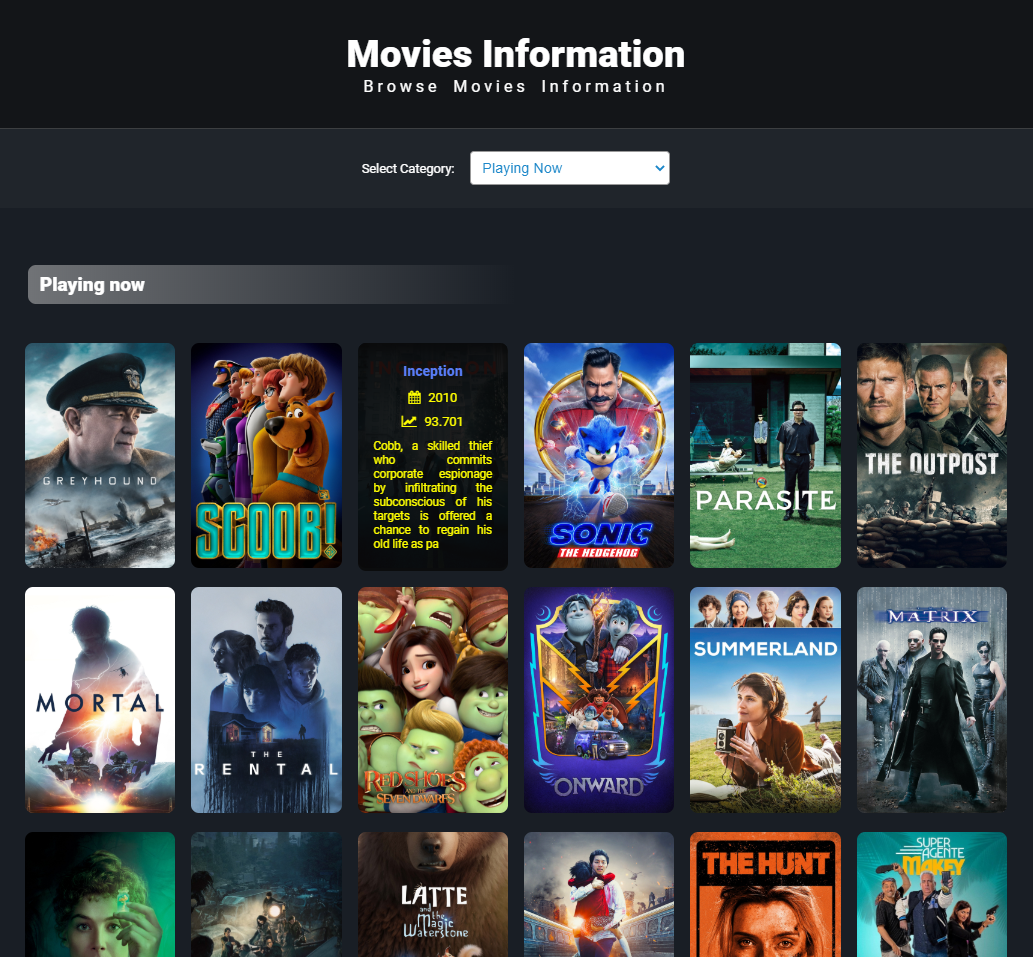 Movies Information
Browse Movies Information
Select Category:
Playing Now
Playing now
GREYHOUND
SCOOB!
Inception
2010
93.701
Cobb, a skilled thief
who commits
corporate espionage
by infiltrating the
subconscious of his
targets is offered a
chance to regain his
old life as pa
SONIC
THE HEDGEHOG
PARASITE
THE OUTPOST
MORTAL
THE
RENTAL
RED SHOES
AND THE
SEVEN DWARFS
ONWARD
SUMMERLAND
MATRIX
LATTE
and the
Magic
Waterstone
THE HUNT
SUPER
AGENTE
MAKEY